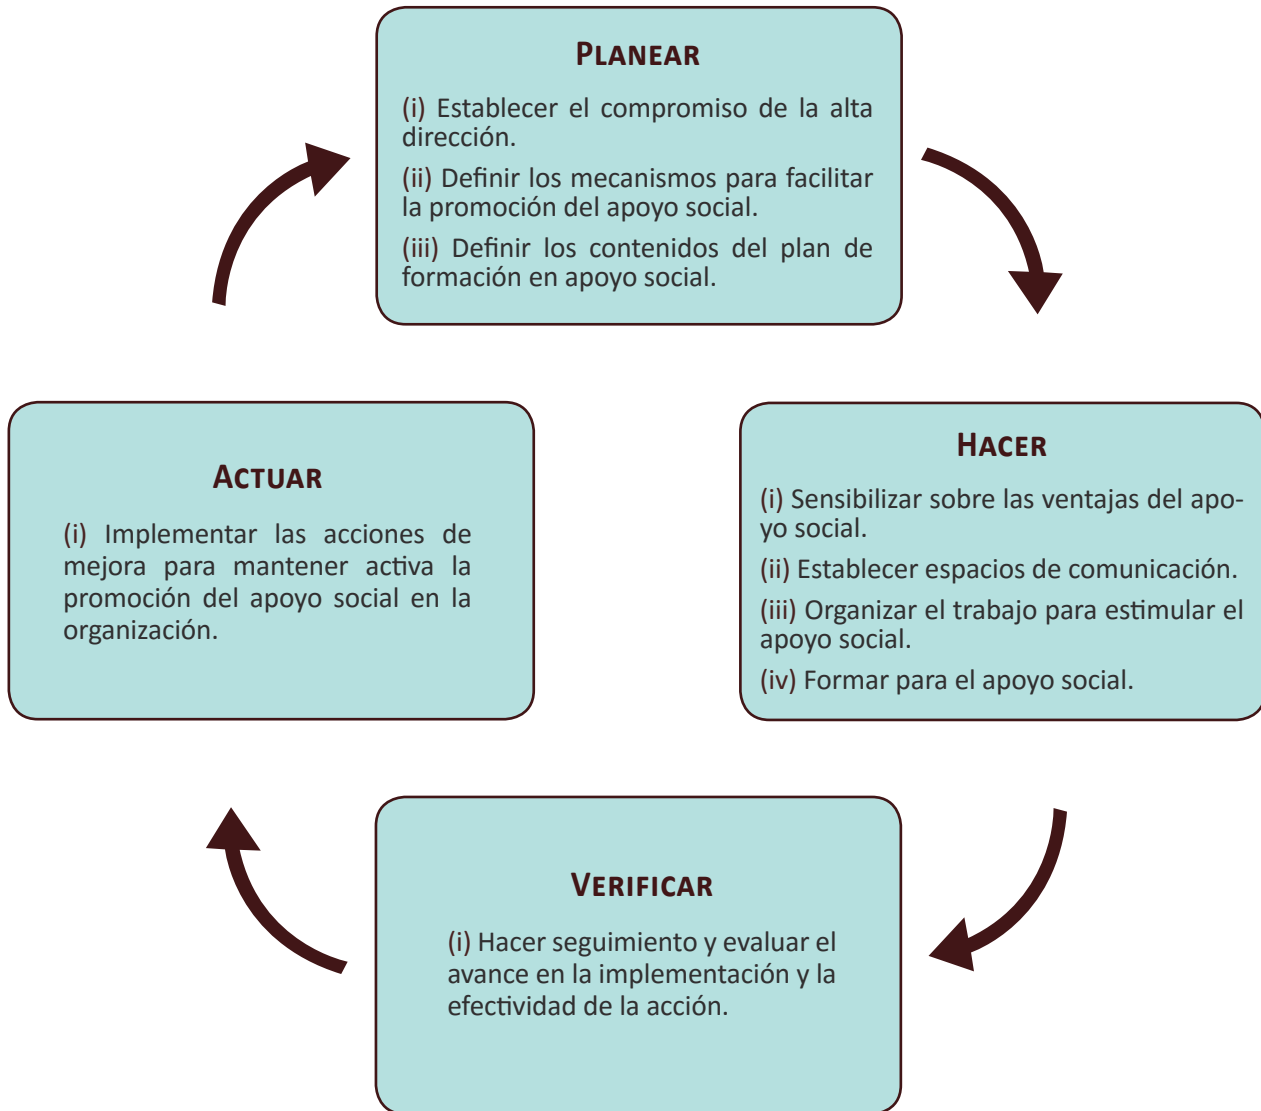 PLANEAR
(i) Establecer el compromiso de la alta
dirección.
(ii) Definir los mecanismos para facilitar
la promoción del apoyo social.
(iii) Definir los contenidos del plan de
formación en apoyo social.
HACER
(i) Sensibilizar sobre las ventajas del apo-
yo social.
(ii) Establecer espacios de comunicación.
(iii) Organizar el trabajo para estimular el
apoyo social.
(iv) Formar para el apoyo social.
VERIFICAR
(i) Hacer seguimiento y evaluar el
avance en la implementación y la
efectividad de la acción.
ACTUAR
(i) Implementar las acciones de
mejora para mantener activa la
promoción del apoyo social en la
organización.